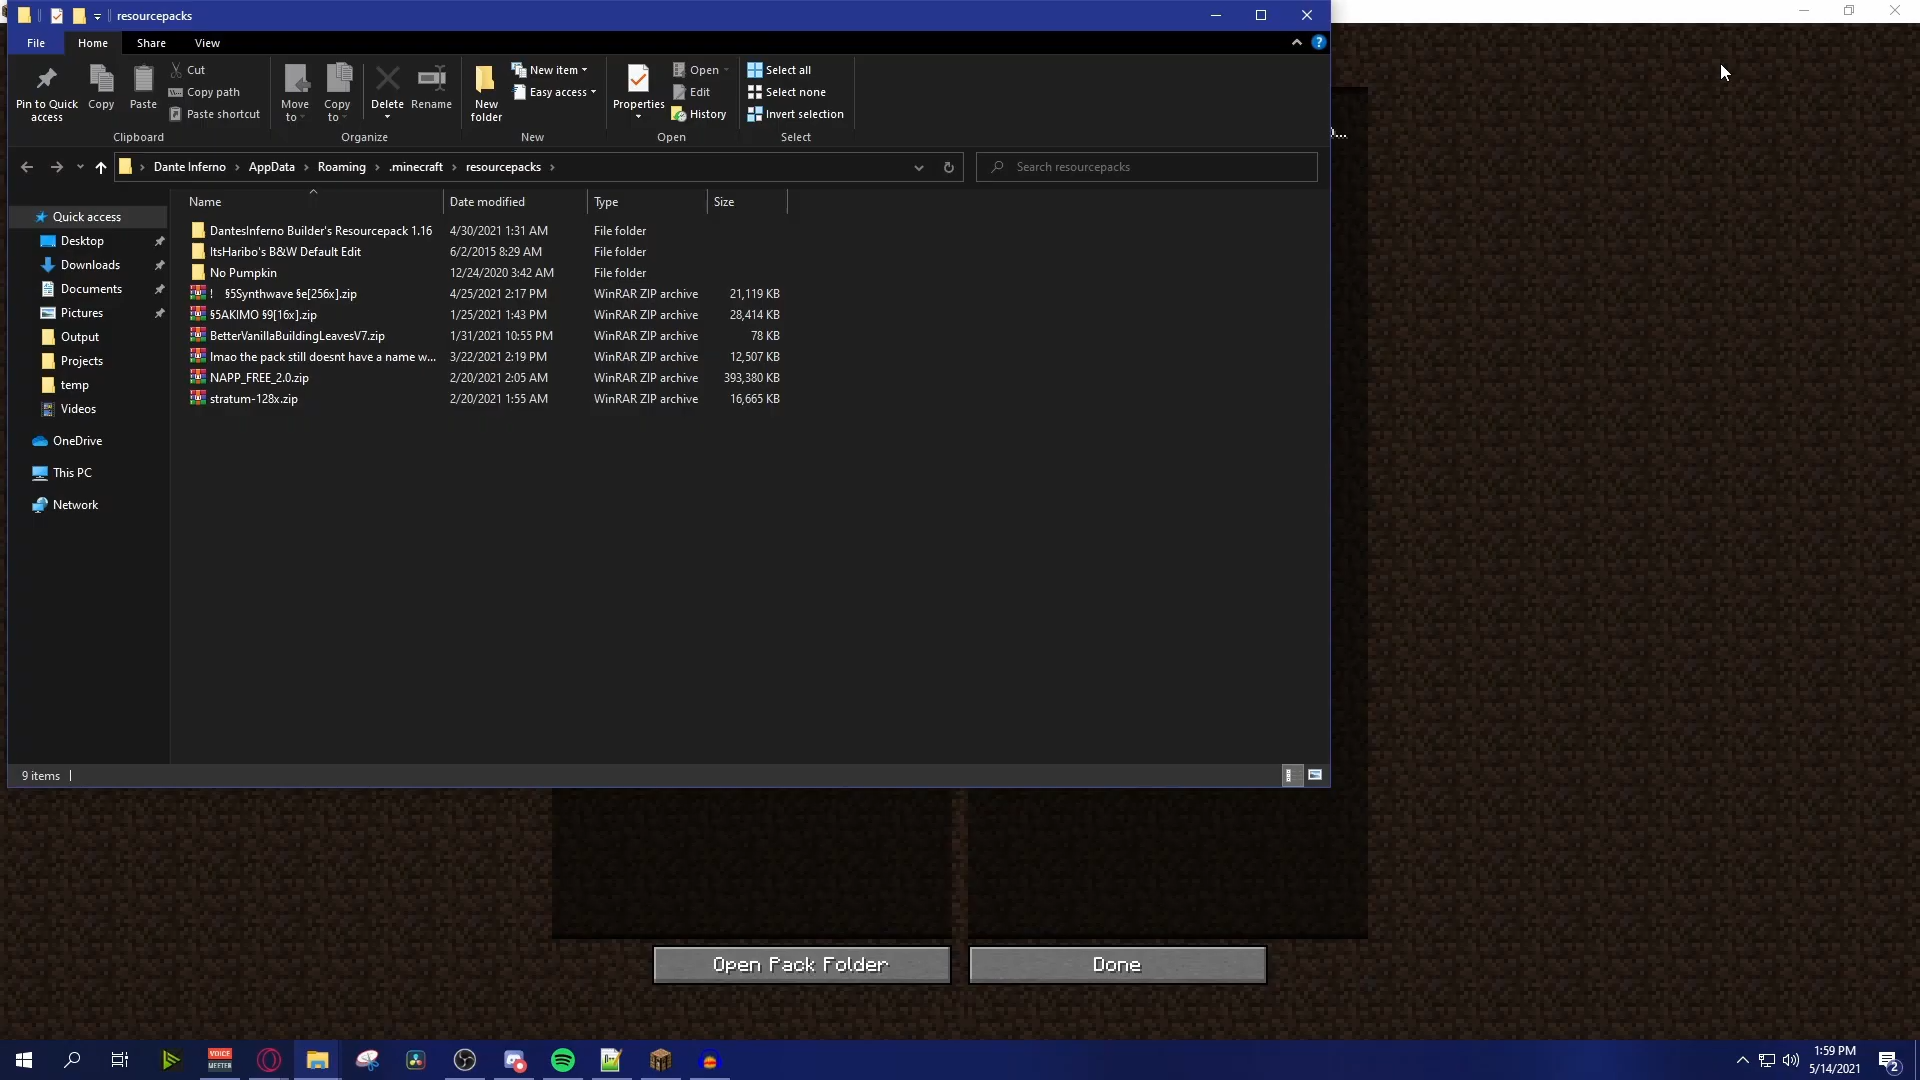 resourcepacks
File
Home
Share
View
Pin to Quick access
Copy
Paste
Cut
Copy path
Paste shortcut
Clipboard
Move to
Copy to
Delete
Rename
Organize
New folder
New item
Easy access
New
Properties
Open
Edit
History
Open
Select all
Select none
Invert selection
Select
Dante Inferno › AppData › Roaming › .minecraft › resourcepacks ›
Search resourcepacks
Name Date modified Type Size
DantesInferno Builder's Resourcepack 1.16 4/30/2021 1:31 AM File folder
ItsHaribo's B&W Default Edit 6/2/2015 8:29 AM File folder
No Pumpkin 12/24/2020 3:42 AM File folder
! §5Synthwave §e[256x].zip 4/25/2021 2:17 PM WinRAR ZIP archive 21,119 KB
§5AKIMO §9[16x].zip 1/25/2021 1:43 PM WinRAR ZIP archive 28,414 KB
BetterVanillaBuildingLeavesV7.zip 1/31/2021 10:55 PM WinRAR ZIP archive 78 KB
lmao the pack still doesnt have a name w... 3/22/2021 2:19 PM WinRAR ZIP archive 12,507 KB
NAPP_FREE_2.0.zip 2/20/2021 2:05 AM WinRAR ZIP archive 393,380 KB
stratum-128x.zip 2/20/2021 1:55 AM WinRAR ZIP archive 16,665 KB
Quick access
Desktop
Downloads
Documents
Pictures
Output
Projects
temp
Videos
OneDrive
This PC
Network
9 items
Open Pack Folder
Done
VOICE
MEETER
1:59 PM
5/14/2021
2